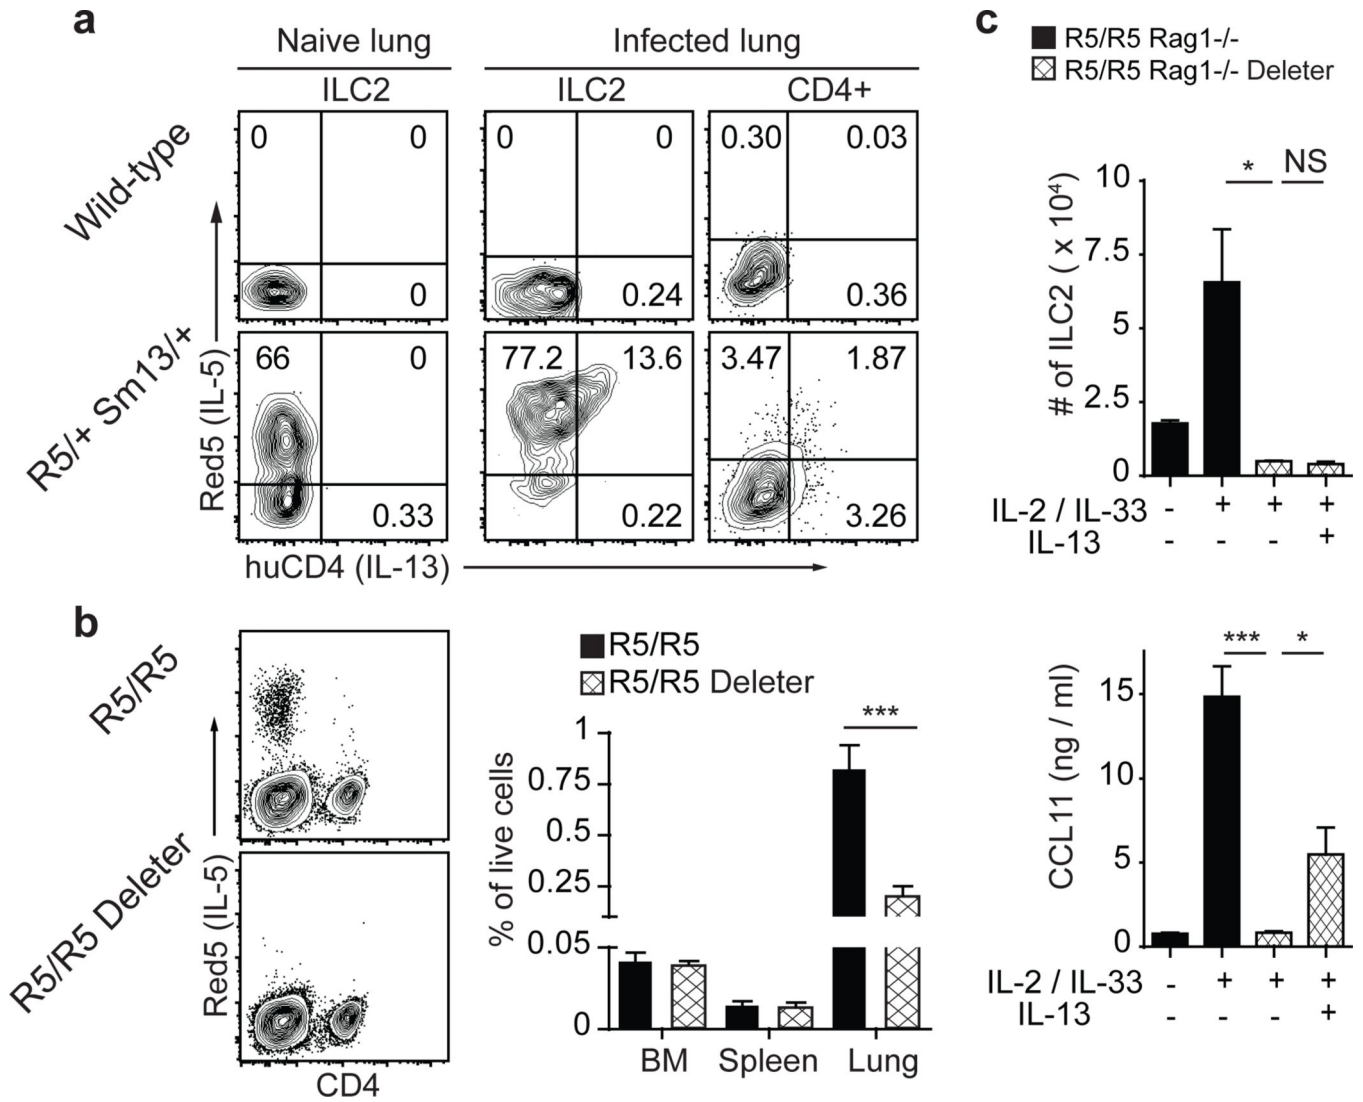 a
Naive lung
Infected lung
ILC2
ILC2
CD4+
Wild-type
0 0
0
0 0
0.24
0.30 0.03
0.36
R5/+ Sm13/+
Red5 (IL-5)
66 0
0.33
77.2 13.6
0.22
3.47 1.87
3.26
huCD4 (IL-13)
b
R5/R5
R5/R5 Deleter
Red5 (IL-5)
CD4
R5/R5
R5/R5 Deleter
% of live cells
1
0.75
0.5
0.25
0.05
0
***
BM Spleen Lung
c
R5/R5 Rag1-/-
R5/R5 Rag1-/- Deleter
# of ILC2 ( x 10⁴)
10
7.5
5
2.5
0
* NS
IL-2 / IL-33 - + + +
IL-13 - - - +
CCL11 (ng / ml)
15
10
5
0
*** *
IL-2 / IL-33 - + + +
IL-13 - - - +